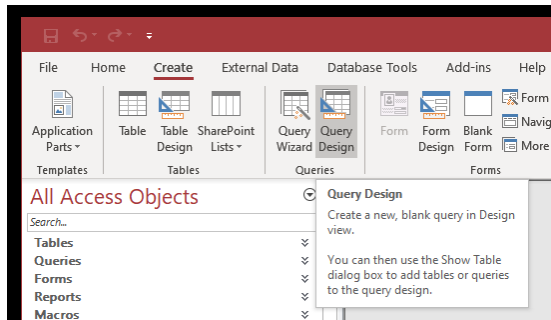 File Home Create External Data Database Tools Add-ins Help
Application Parts
Table
Table Design
SharePoint Lists
Query Wizard
Query Design
Form
Form Design
Blank Form
Form
Navig
More
Templates Tables Queries Forms
All Access Objects
Search...
Tables
Queries
Forms
Reports
Macros
Query Design
Create a new, blank query in Design
view.
You can then use the Show Table
dialog box to add tables or queries
to the query design.